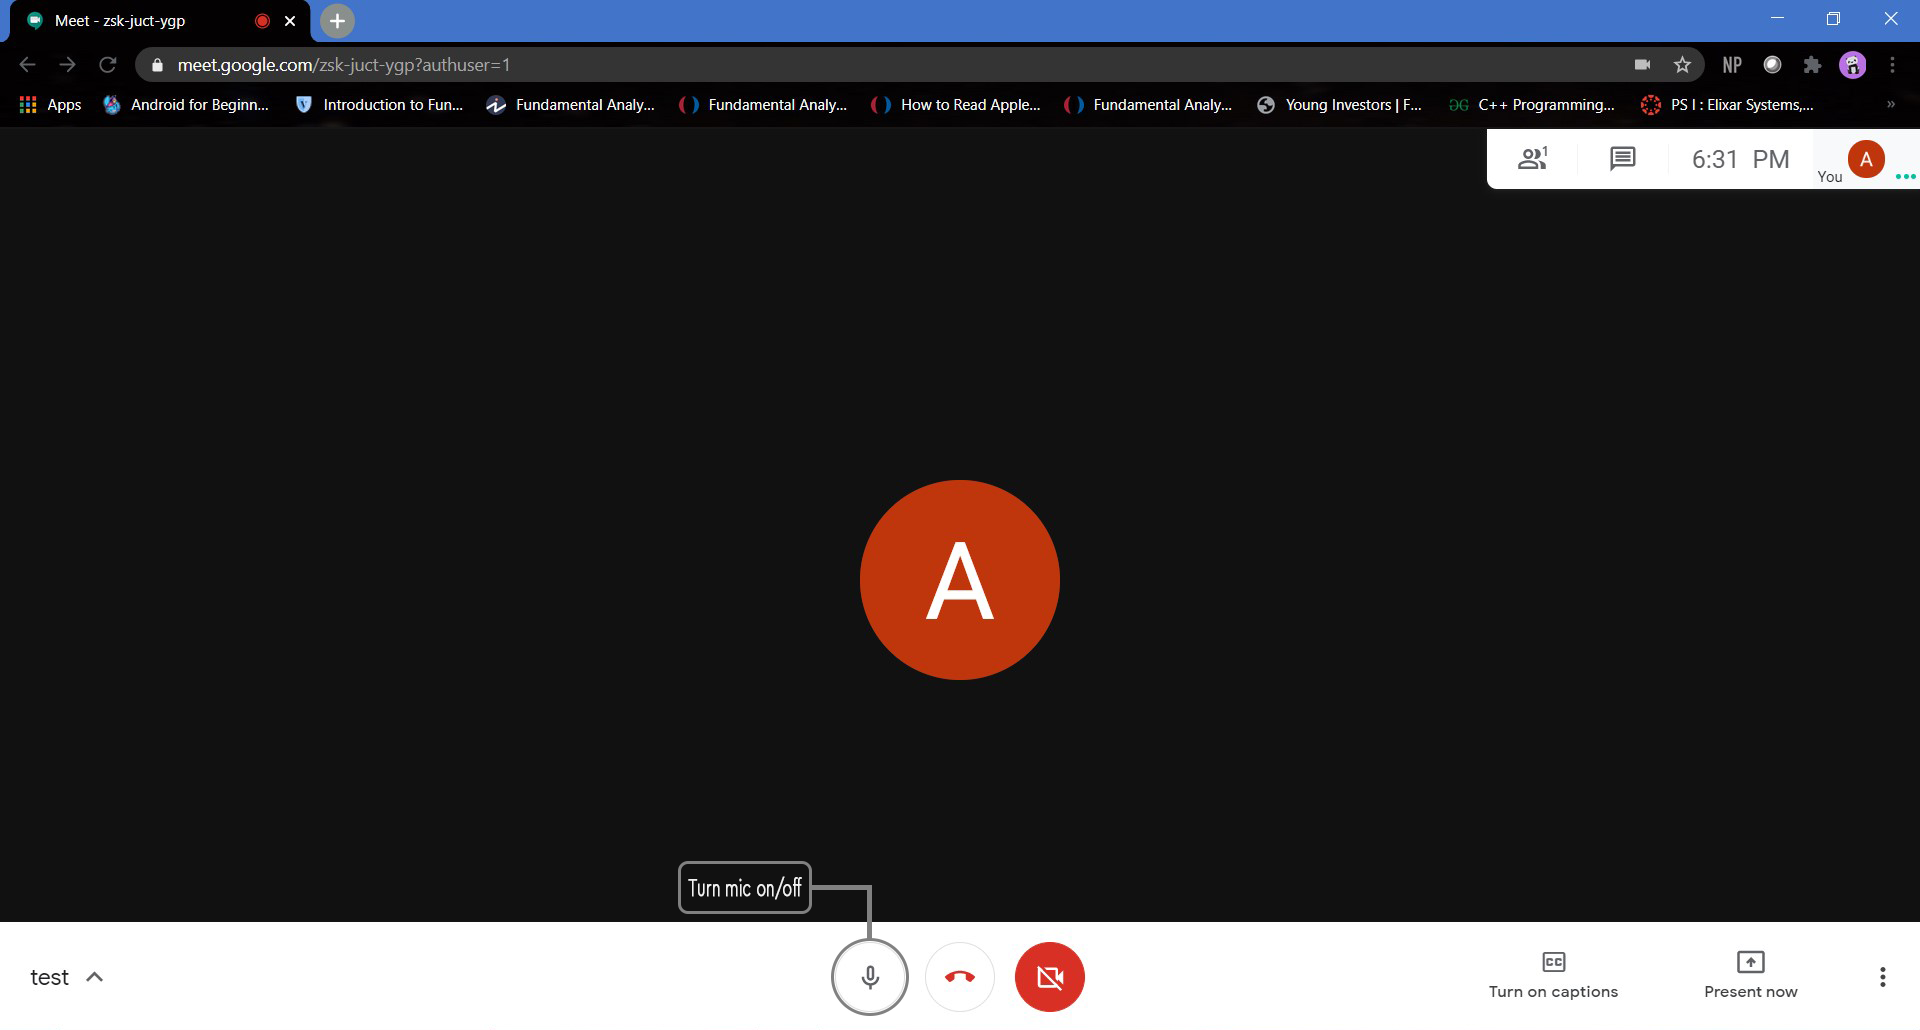 Meet - zsk-juct-ygp
meet.google.com/zsk-juct-ygp?authuser=1
NP
Apps
Android for Beginn...
Introduction to Fun...
Fundamental Analy...
Fundamental Analy...
How to Read Apple...
Fundamental Analy...
Young Investors | F...
C++ Programming...
PS I : Elixar Systems,...
1
6:31 PM
You
A
A
Turn mic on/off
test
CC
Turn on captions
Present now